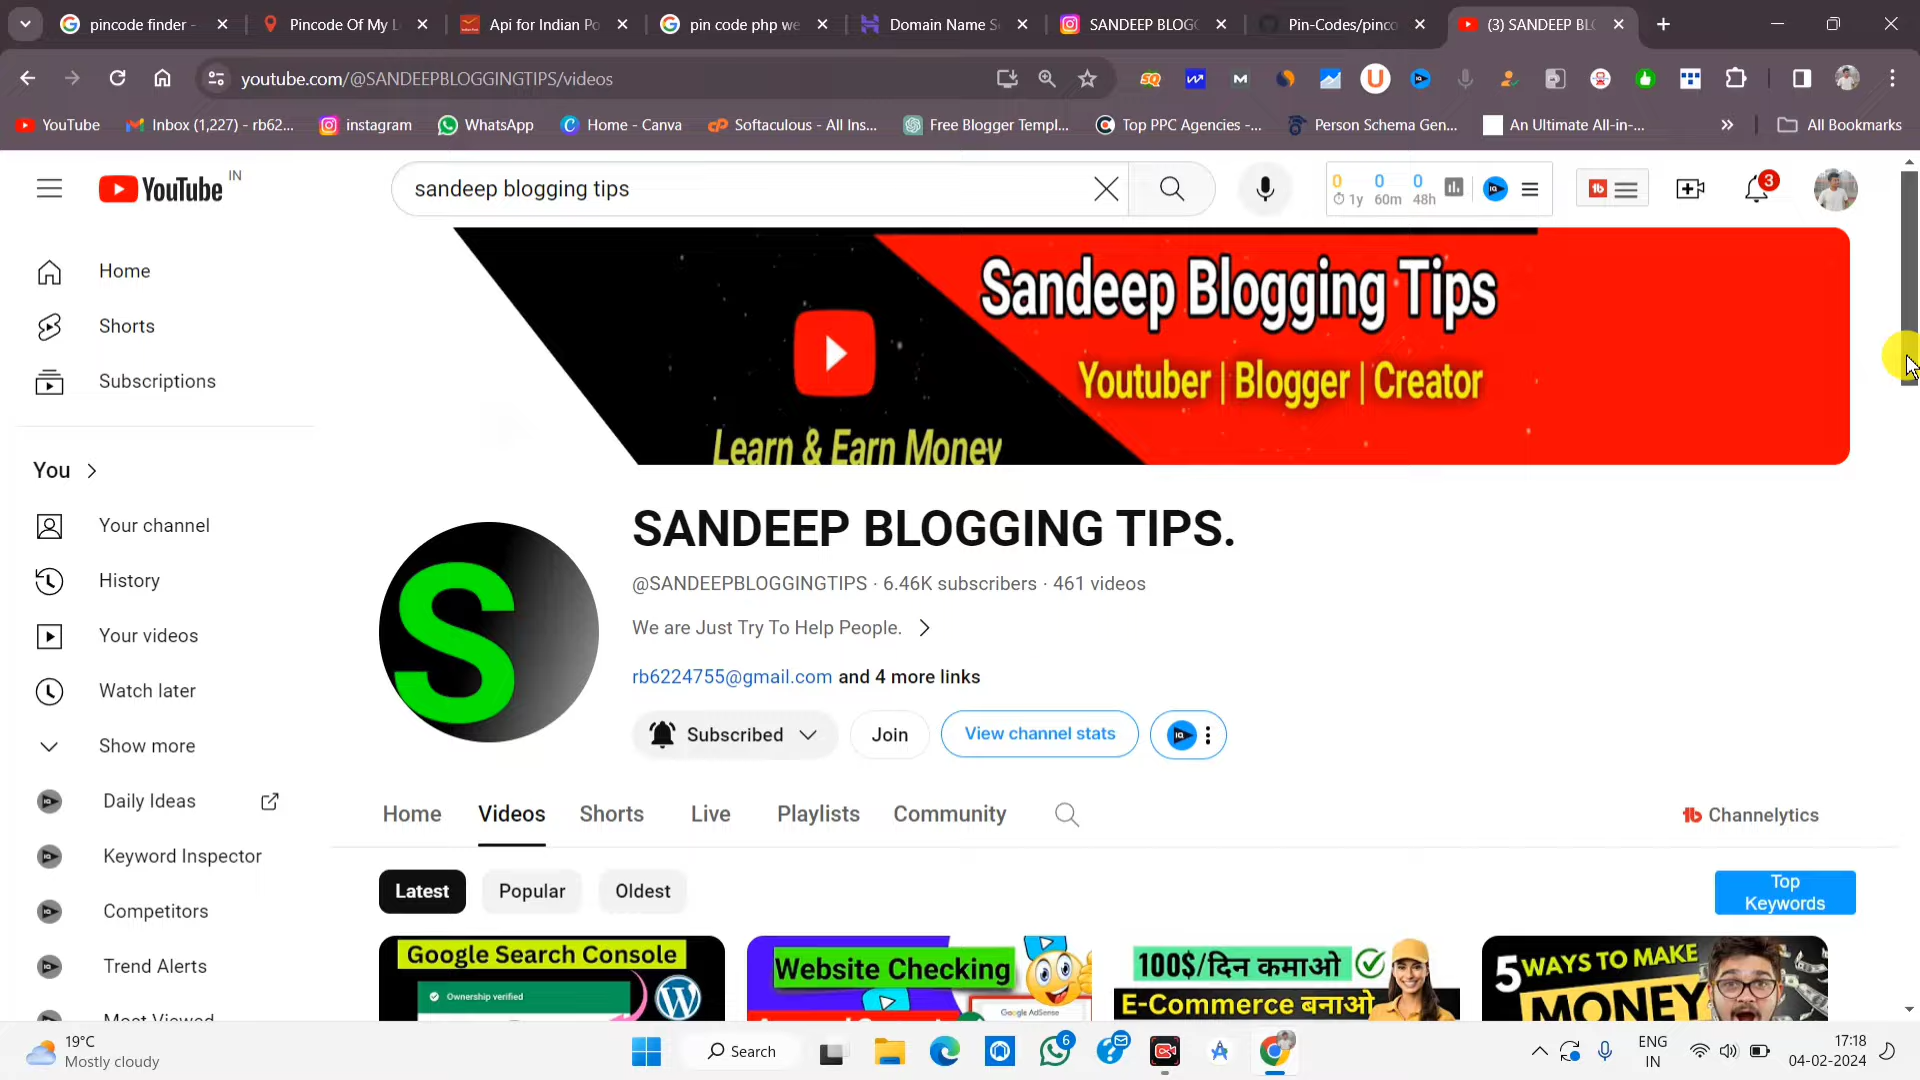 pincode finder -
Pincode Of My L
Api for Indian Po
pin code php we
Domain Name S
SANDEEP BLOGG
Pin-Codes/pinco
(3) SANDEEP BL
youtube.com/@SANDEEPBLOGGINGTIPS/videos
YouTube
Inbox (1,227) - rb62...
instagram
WhatsApp
Home - Canva
Softaculous - All Ins...
Free Blogger Templ...
Top PPC Agencies -...
Person Schema Gen...
An Ultimate All-in-...
All Bookmarks
YouTube IN
sandeep blogging tips
0 0 0
1y 60m 48h
3
Home
Shorts
Subscriptions
You
Your channel
History
Your videos
Watch later
Show more
Daily Ideas
Keyword Inspector
Competitors
Trend Alerts
Most Viewed
Sandeep Blogging Tips
Youtuber | Blogger | Creator
Learn & Earn Money
S
SANDEEP BLOGGING TIPS.
@SANDEEPBLOGGINGTIPS · 6.46K subscribers · 461 videos
We are Just Try To Help People.
rb6224755@gmail.com and 4 more links
Subscribed
Join
View channel stats
Home
Videos
Shorts
Live
Playlists
Community
Channelytics
Latest
Popular
Oldest
Top
Keywords
Google Search Console
Ownership verified
Website Checking
Google AdSense
100$/दिन कमाओ
E-Commerce बनाओ
5 WAYS TO MAKE
MONEY
19°C
Mostly cloudy
Search
6
ENG
IN
17:18
04-02-2024